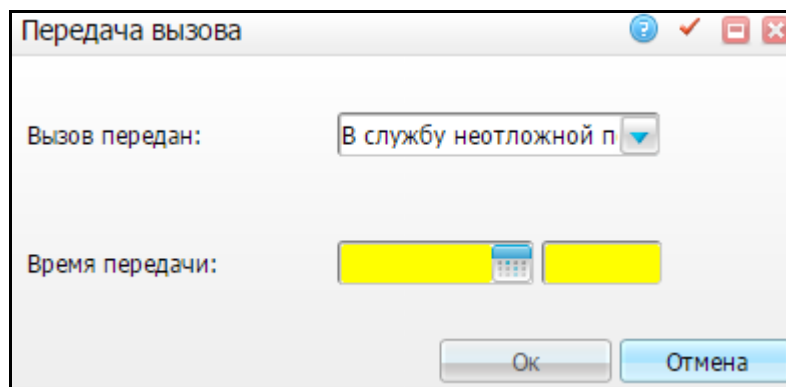 Передача вызова
Вызов передан: В службу неотложной п
Время передачи:
Ок Отмена